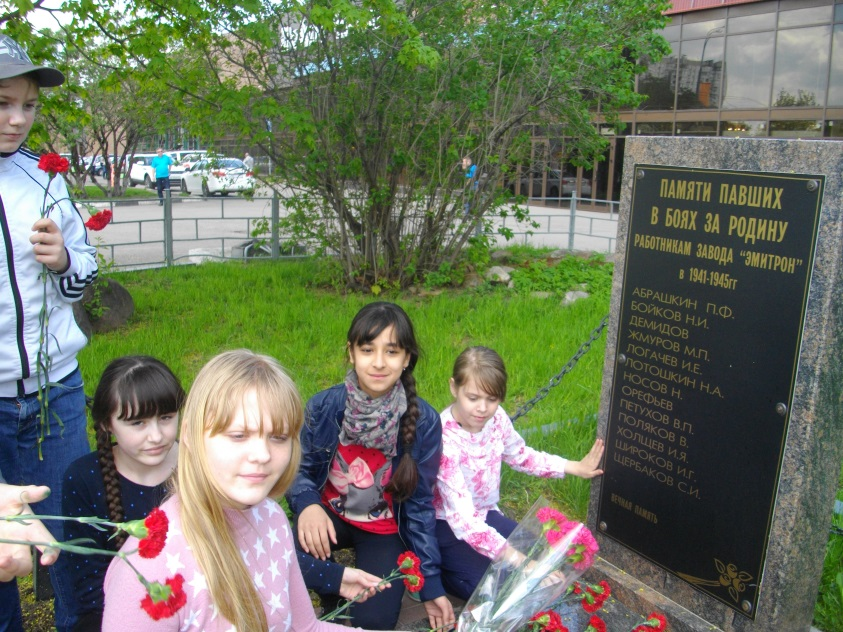 ПАМЯТИ ПАВШИХ
В БОЯХ ЗА РОДИНУ
РАБОТНИКАМ ЗАВОДА "ЭМИТРОН"
в 1941-1945гг
АБРАШКИН П.Ф.
БОЙКОВ Н.И.
ДЕМИДОВ
ЖМУРОВ М.П.
ЛОГАЧЕВ И.Е.
ЛОТОШКИН Н.А.
НОСОВ Н.
ОРЕФЬЕВ
ПЕТУХОВ В.П.
ПОЛЯКОВ В.
ХОЛЩЕВ И.Я.
ШИРОКОВ И.Г.
ЩЕРБАКОВ С.И.
ВЕЧНАЯ ПАМЯТЬ